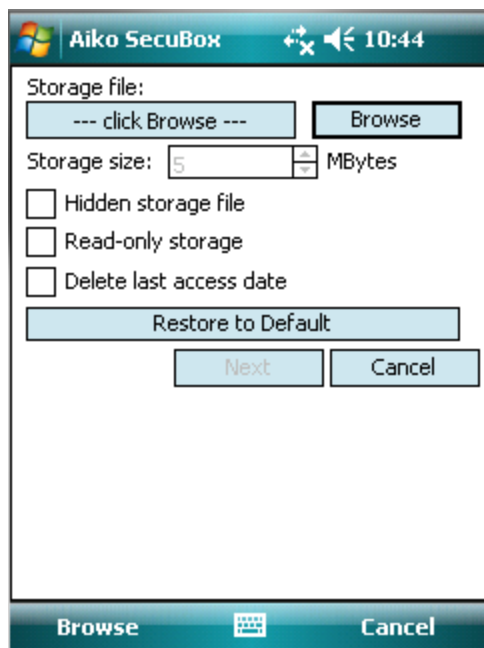 Aiko SecuBox 10:44
Storage file:
--- click Browse --- Browse
Storage size: 5 MBytes
Hidden storage file
Read-only storage
Delete last access date
Restore to Default
Next Cancel
Browse Cancel